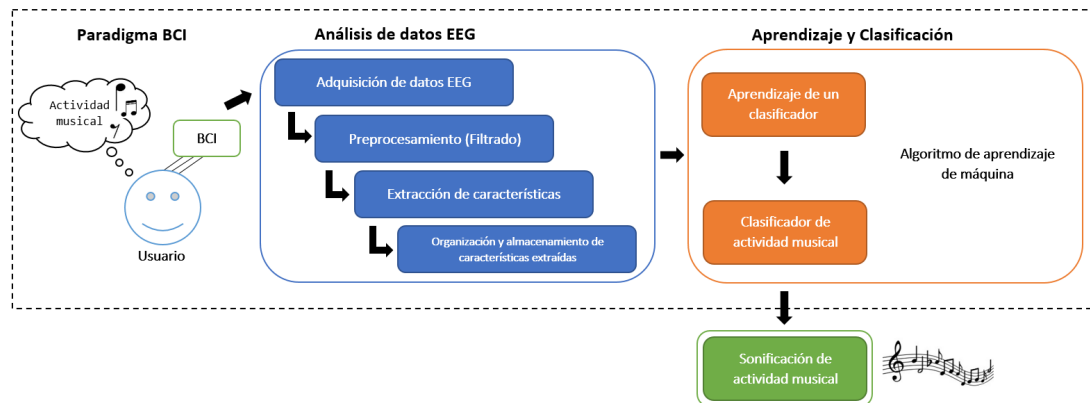 Paradigma BCI
Actividad
musical
BCI
Usuario
Análisis de datos EEG
Adquisición de datos EEG
Preprocesamiento (Filtrado)
Extracción de características
Organización y almacenamiento de
características extraídas
Aprendizaje y Clasificación
Aprendizaje de un
clasificador
Algoritmo de aprendizaje
de máquina
Clasificador de
actividad musical
Sonificación de
actividad musical